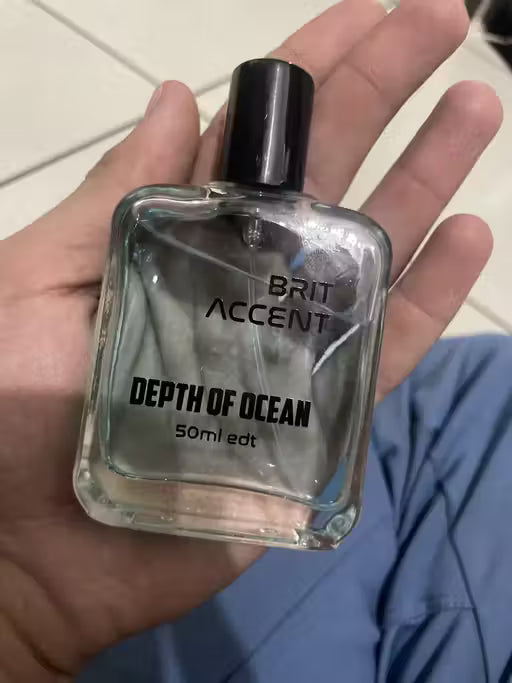 BRIT
ACCENT
DEPTH OF OCEAN
50ml edt